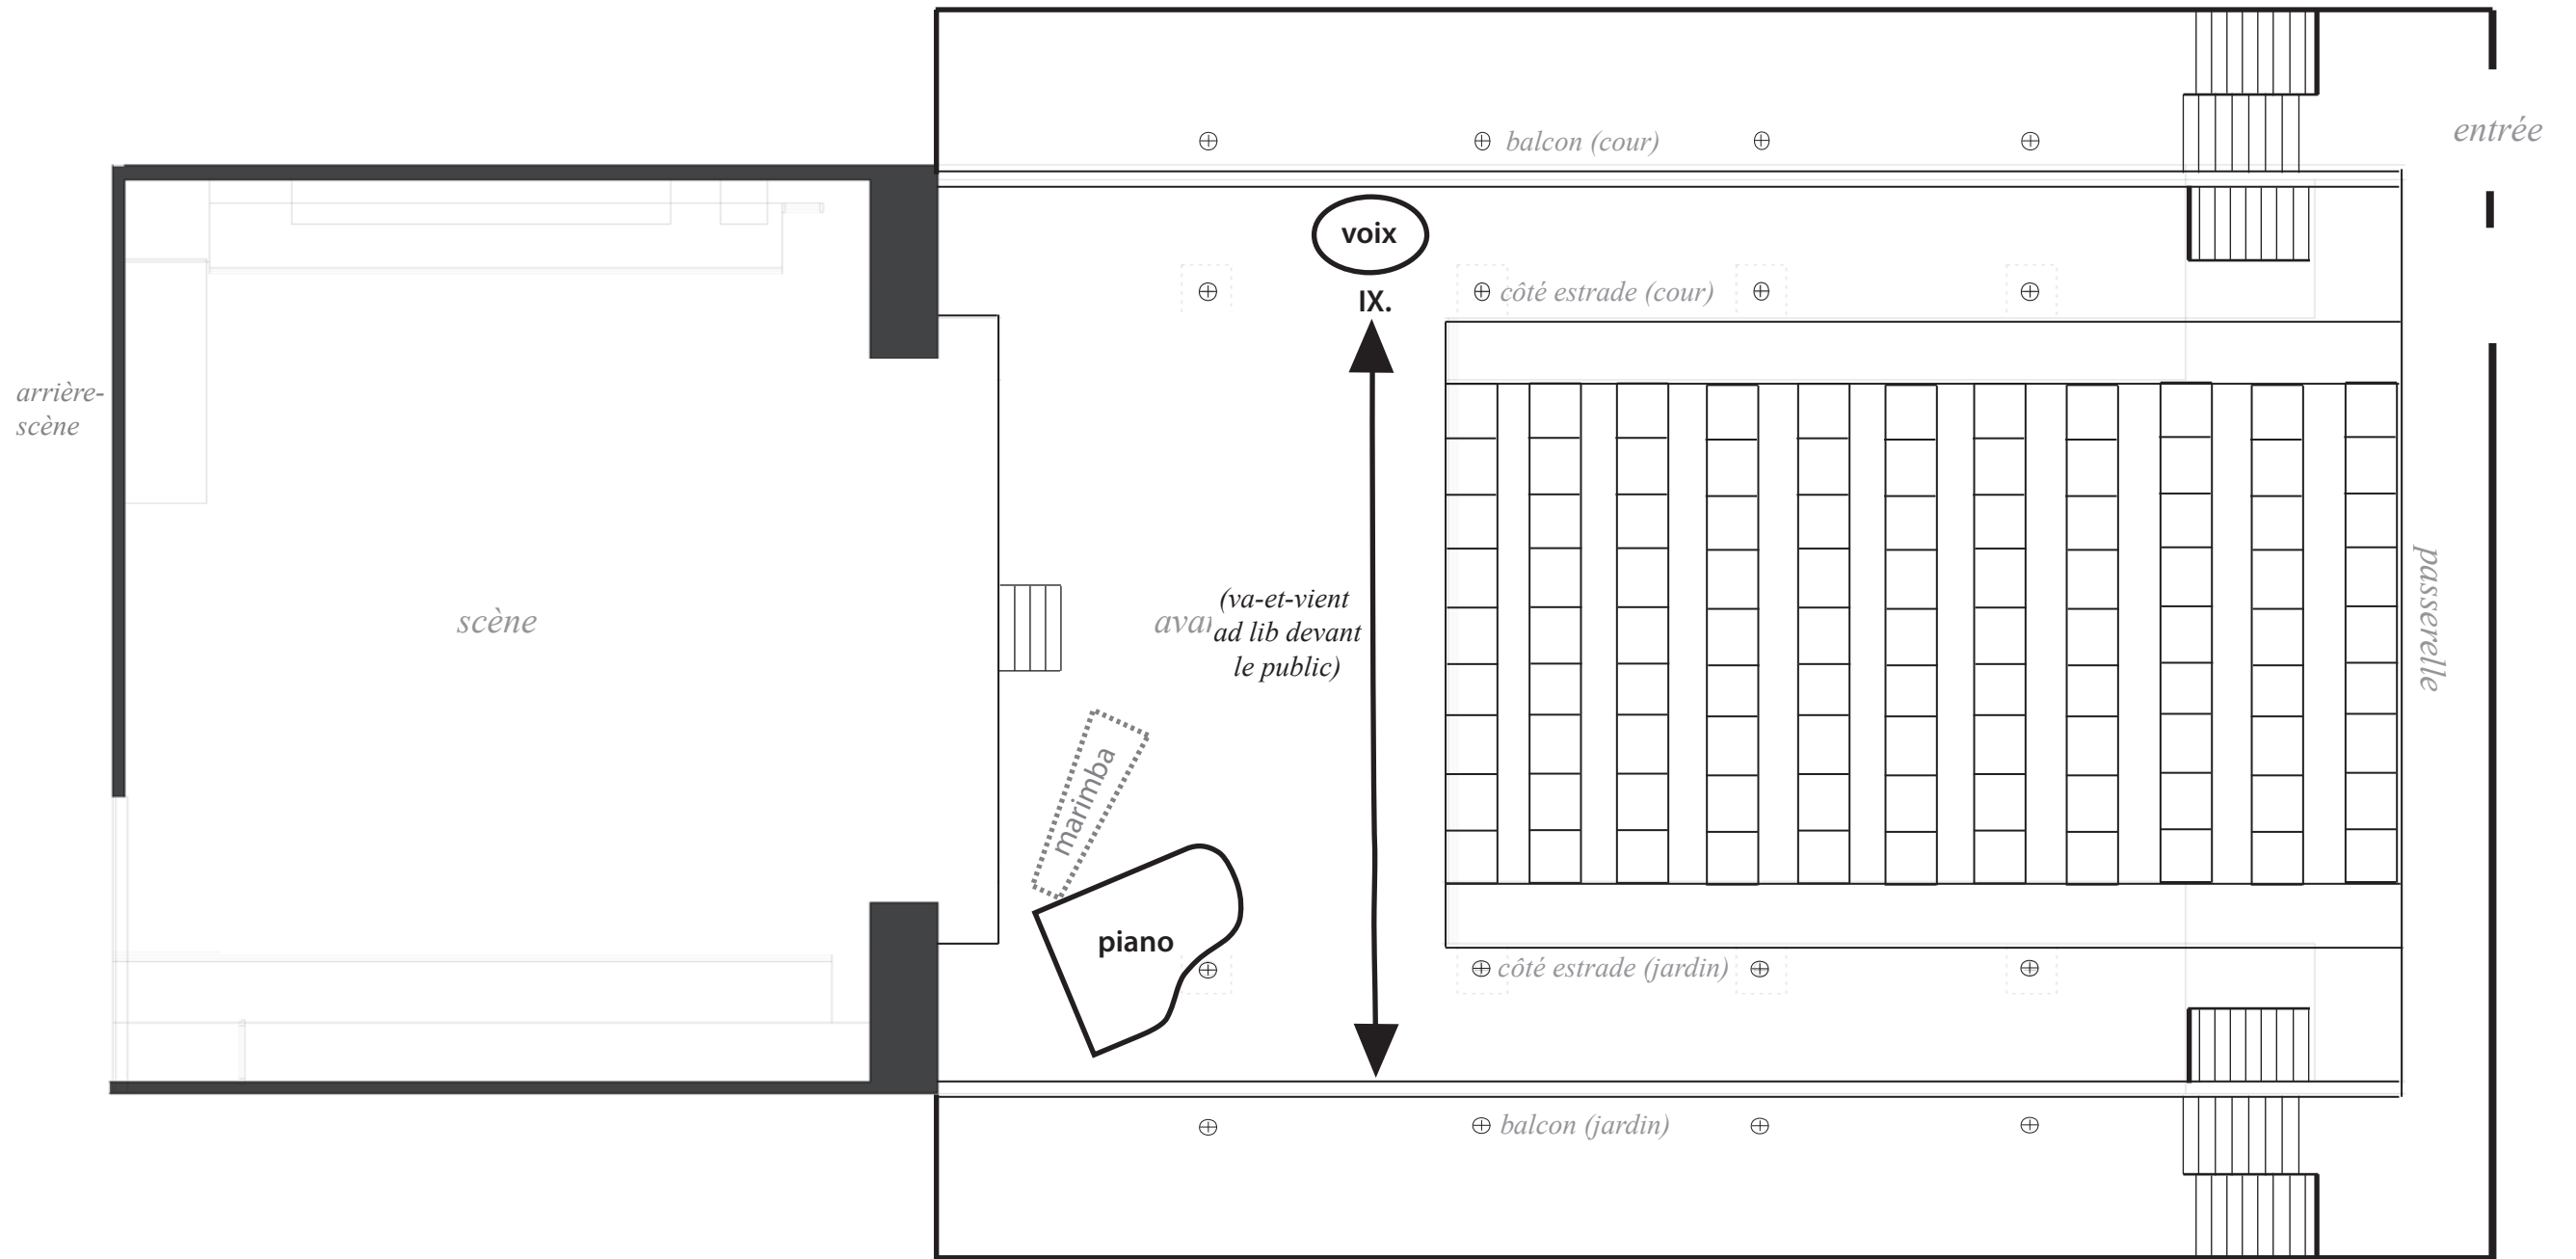 entrée
balcon (cour)
voix
IX.
côté estrade (cour)
arrière-
scène
scène
(va-et-vient
ad lib devant
le public)
passerelle
marimba
piano
côté estrade (jardin)
balcon (jardin)